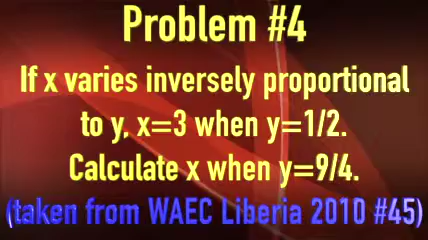 Problem #4
If x varies inversely proportional
to y, x=3 when y=1/2.
Calculate x when y=9/4.
(taken from WAEC Liberia 2010 #45)